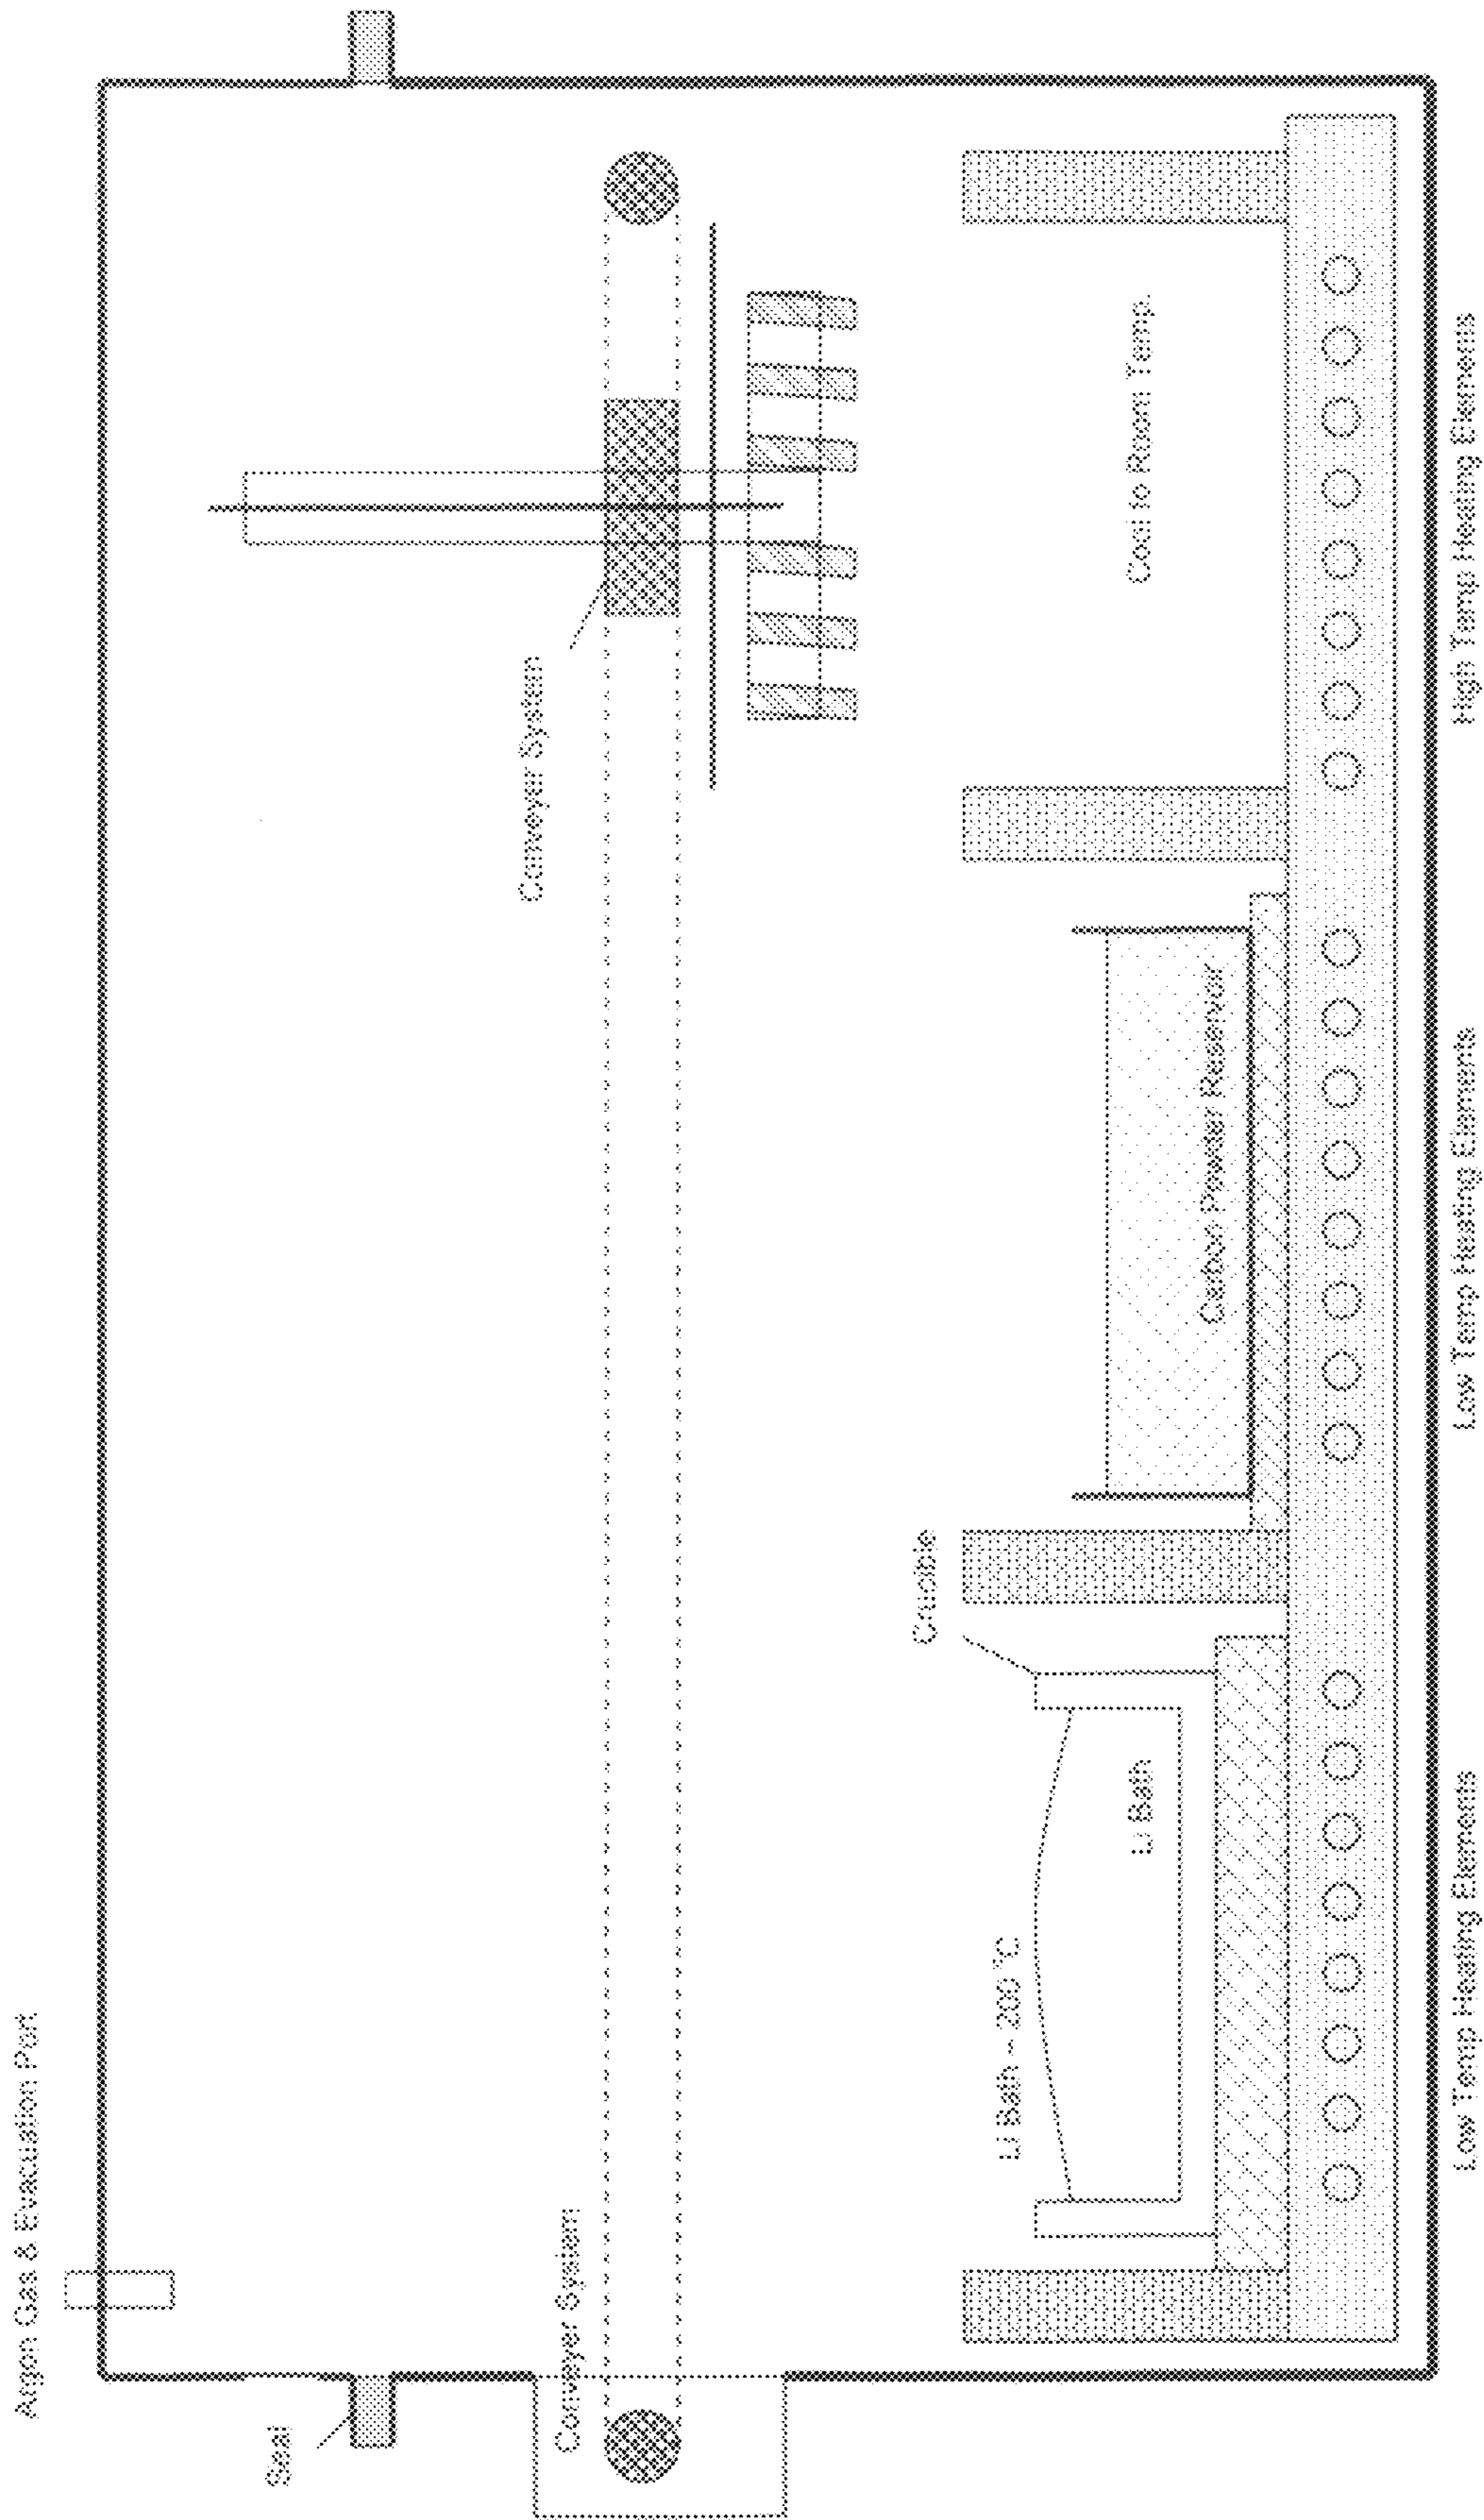 Argon Gas & Evacuation Port
Seal
Conveyer System
Conveyer System
Crucible
Li Bath ~ 200 °C
Li Bath
Carbon Powder Reservoir
Cool to Room Temp.
Low Temp Heating Elements
Low Temp Heating Elements
High Temp Heating Elements